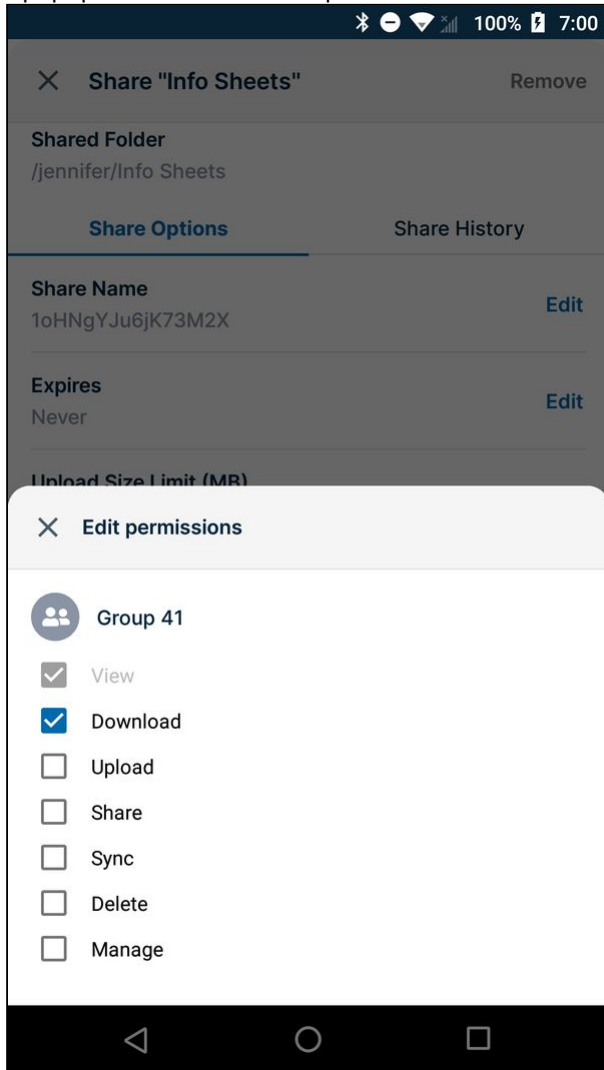 100% 7:00
Share "Info Sheets" Remove
Shared Folder
/jennifer/Info Sheets
Share Options Share History
Share Name
1oHNgYJu6jK73M2X
Edit
Expires
Never
Edit
Upload Size Limit (MB)
Edit permissions
Group 41
View
Download
Upload
Share
Sync
Delete
Manage